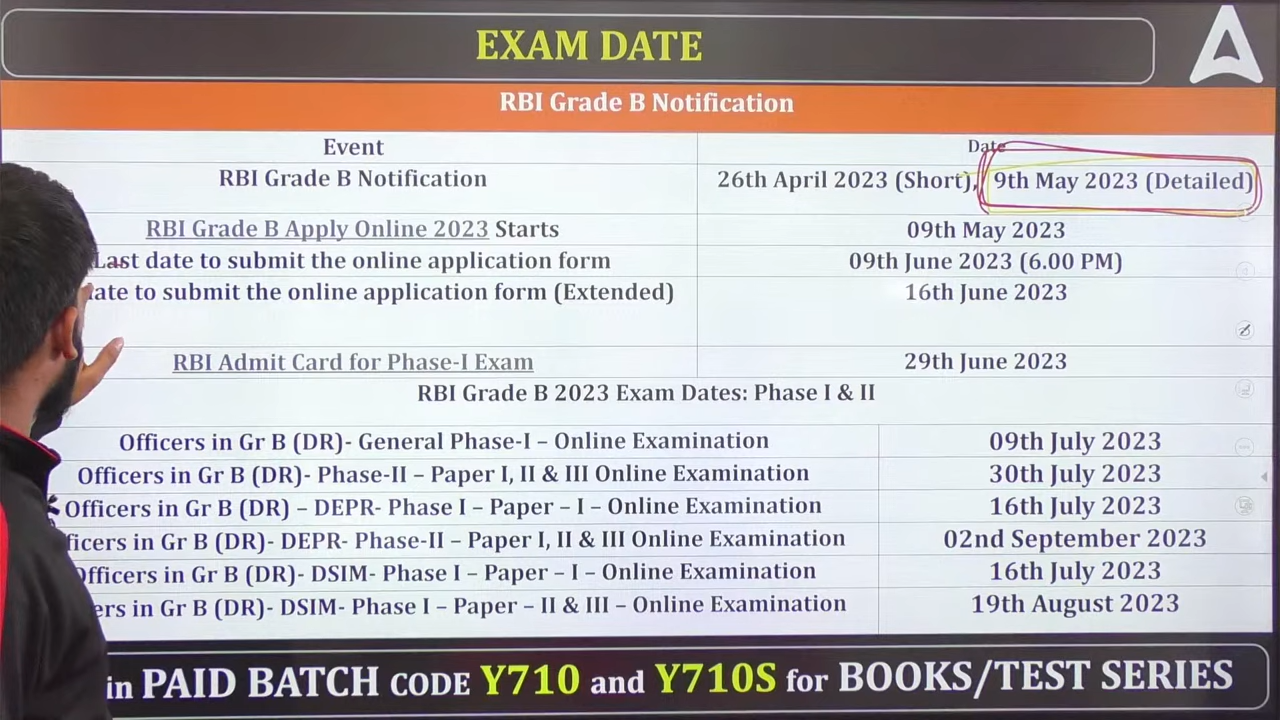 EXAM DATE
RBI Grade B Notification
Event Date
RBI Grade B Notification 26th April 2023 (Short), 9th May 2023 (Detailed)
RBI Grade B Apply Online 2023 Starts 09th May 2023
Last date to submit the online application form 09th June 2023 (6.00 PM)
to submit the online application form (Extended) 16th June 2023
RBI Admit Card for Phase-I Exam 29th June 2023
RBI Grade B 2023 Exam Dates: Phase I & II
Officers in Gr B (DR)- General Phase-I – Online Examination 09th July 2023
Officers in Gr B (DR)- Phase-II – Paper I, II & III Online Examination 30th July 2023
Officers in Gr B (DR) – DEPR- Phase I – Paper – I – Online Examination 16th July 2023
ficers in Gr B (DR)- DEPR- Phase-II – Paper I, II & III Online Examination 02nd September 2023
Officers in Gr B (DR)- DSIM- Phase I – Paper – I – Online Examination 16th July 2023
ers in Gr B (DR)- DSIM- Phase I – Paper – II & III – Online Examination 19th August 2023
in PAID BATCH CODE Y710 and Y710S for BOOKS/TEST SERIES